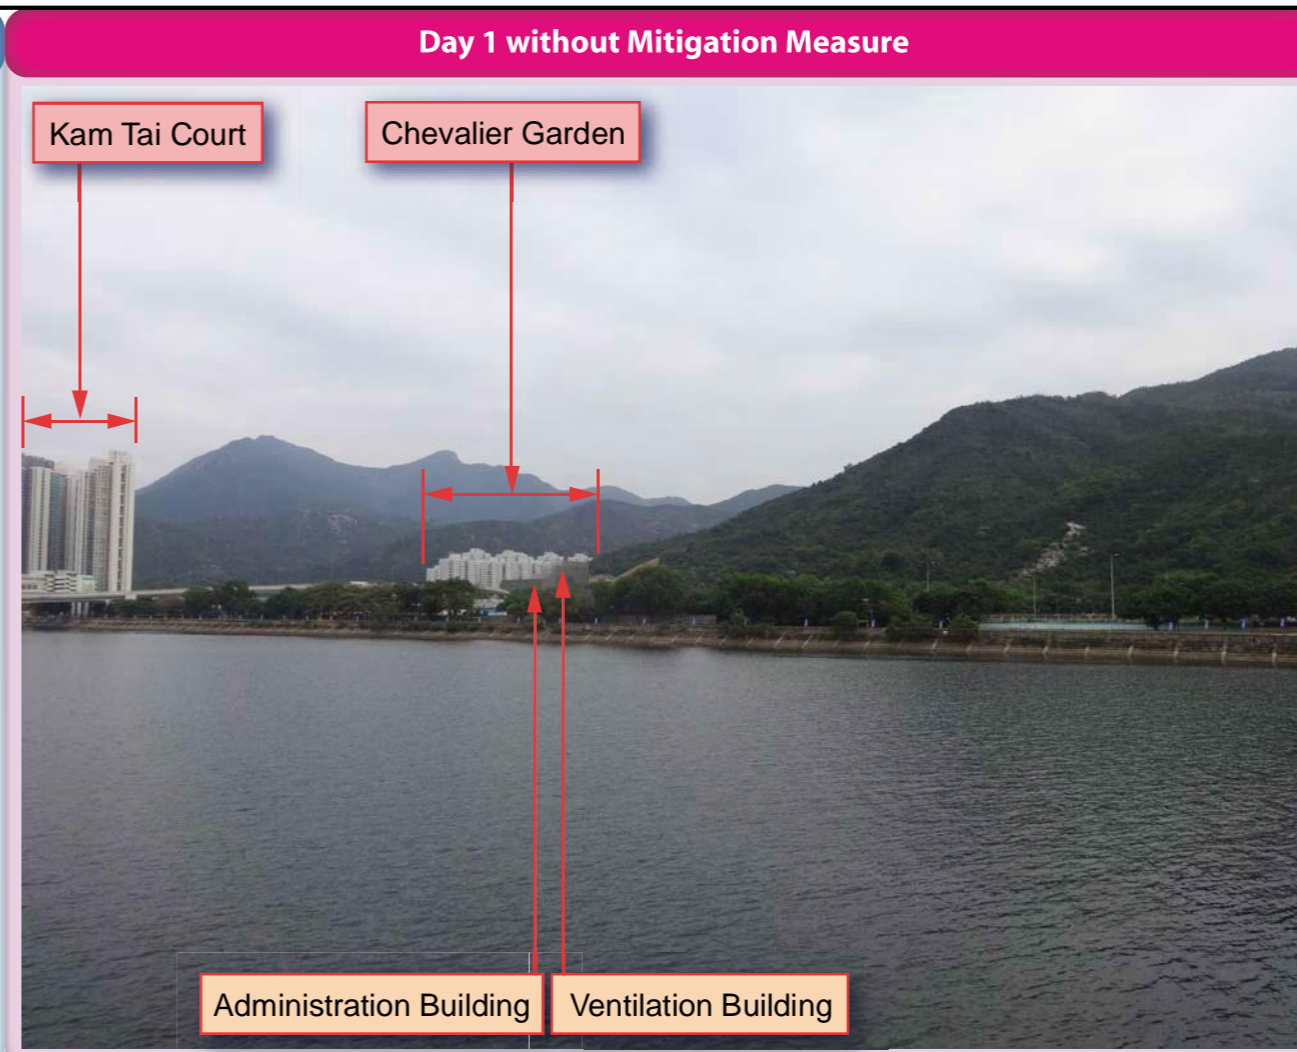 Day 1 without Mitigation Measure
Kam Tai Court
Chevalier Garden
Administration Building
Ventilation Building